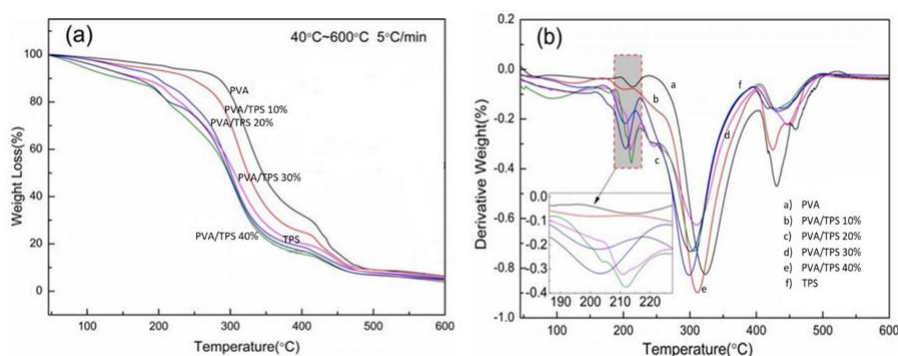 (a)
40°C~600°C 5°C/min
PVA
PVA/TPS 10%
PVA/TPS 20%
PVA/TPS 30%
PVA/TPS 40%
TPS
Weight Loss(%)
100
80
60
40
20
0
100 200 300 400 500 600
Temperature(°C)
(b)
a
b
c
d
e
f
Derivative Weight(%)
0.2
0.0
-0.2
-0.4
-0.6
-0.8
-1.0
0.0
-0.1
-0.2
-0.3
-0.4
190 200 210 220
a) PVA
b) PVA/TPS 10%
c) PVA/TPS 20%
d) PVA/TPS 30%
e) PVA/TPS 40%
f) TPS
100 200 300 400 500 600
Temperature(°C)